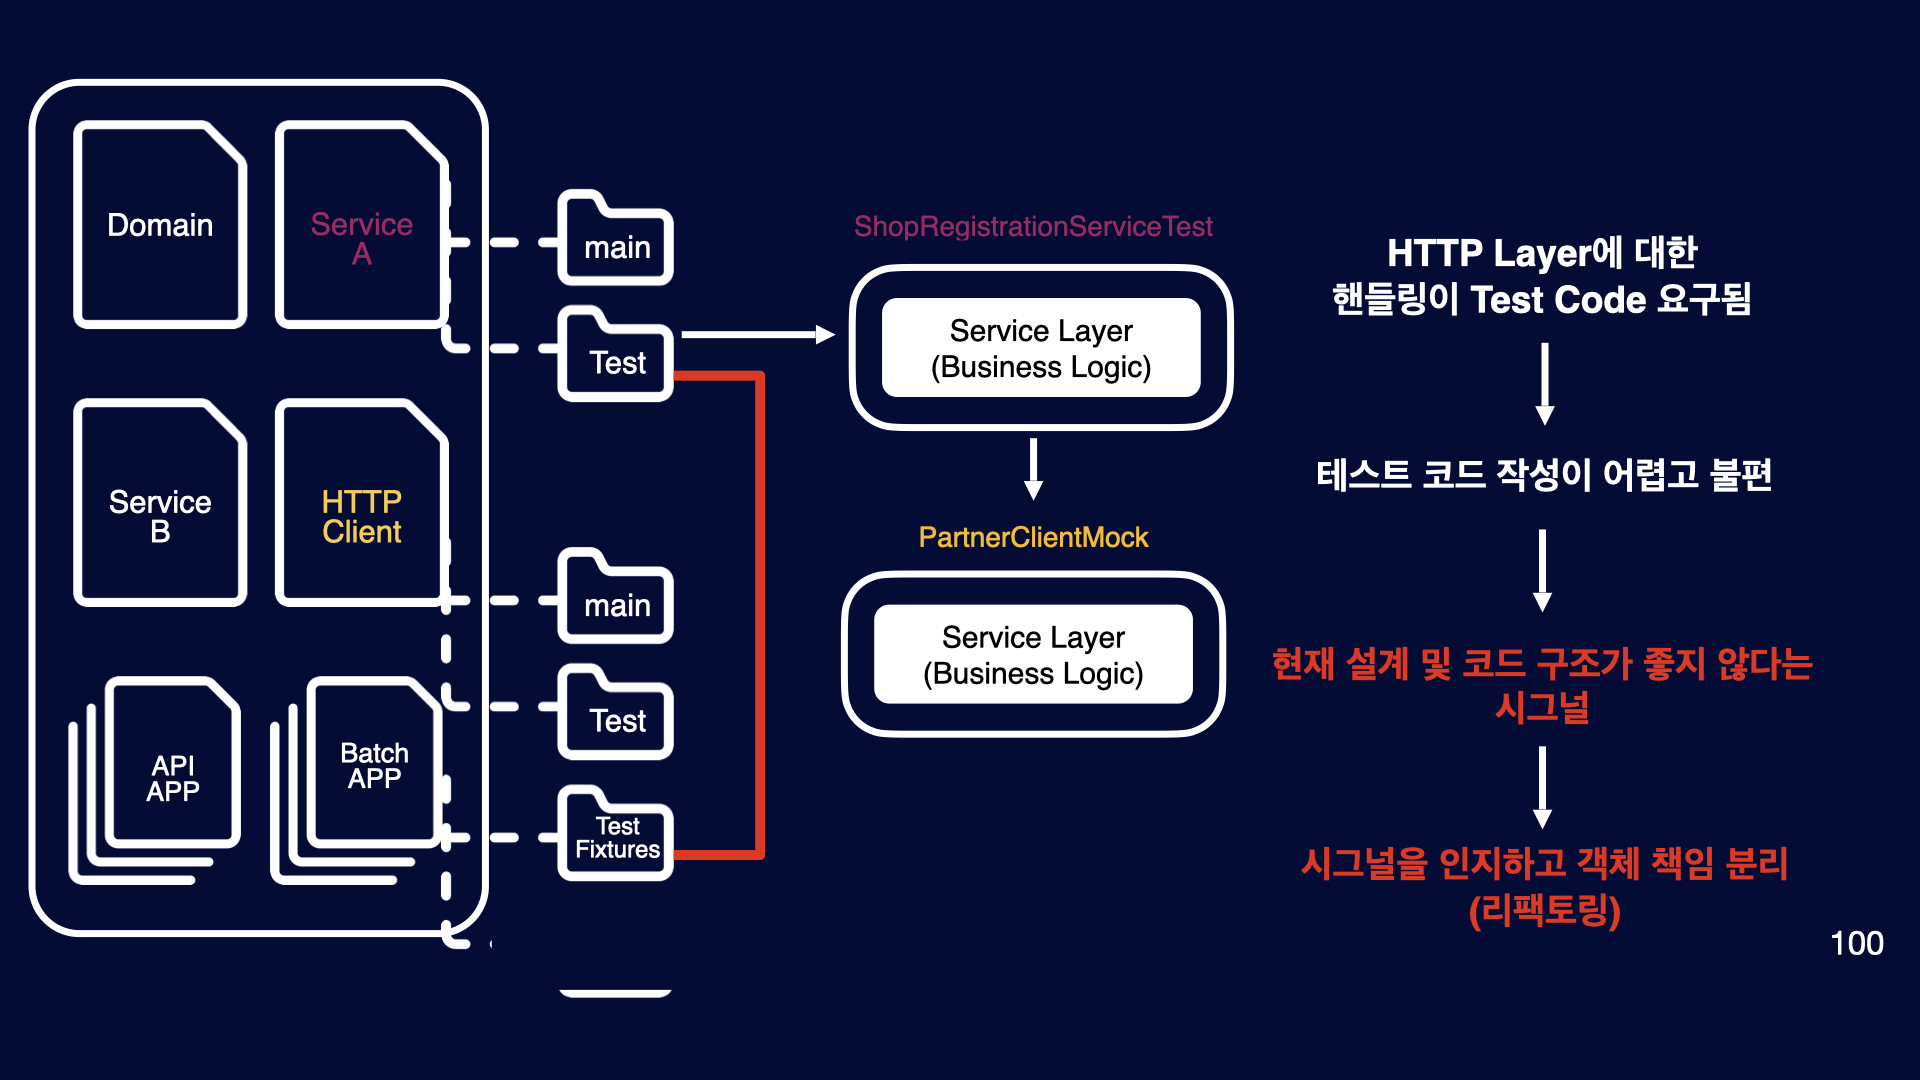 Domain
Service
A
Service
B
HTTP
Client
API
APP
Batch
APP
main
Test
main
Test
Test
Fixtures
ShopRegistrationServiceTest
Service Layer
(Business Logic)
PartnerClientMock
Service Layer
(Business Logic)
HTTP Layer에 대한
핸들링이 Test Code 요구됨
테스트 코드 작성이 어렵고 불편
현재 설계 및 코드 구조가 좋지 않다는
시그널
시그널을 인지하고 객체 책임 분리
(리팩토링)
100